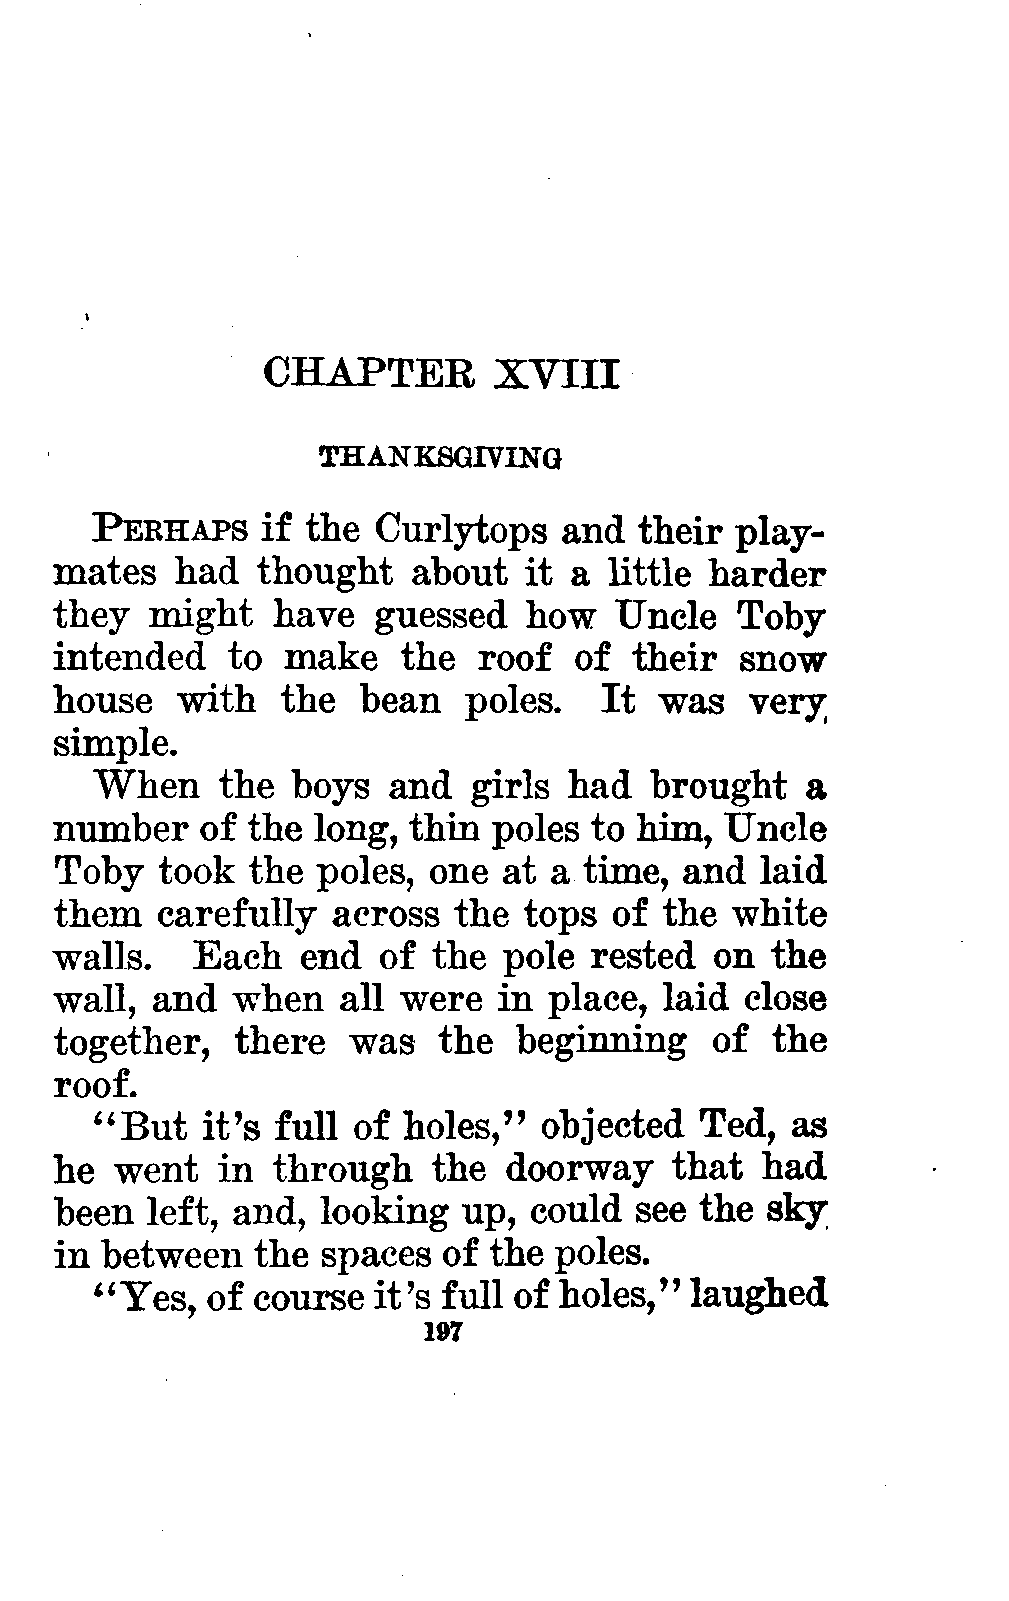 CHAPTER XVIII
THANKSGIVING
PERHAPS if the Curlytops and their play-
mates had thought about it a little harder
they might have guessed how Uncle Toby
intended to make the roof of their snow
house with the bean poles. It was very
simple.
When the boys and girls had brought a
number of the long, thin poles to him, Uncle
Toby took the poles, one at a time, and laid
them carefully across the tops of the white
walls. Each end of the pole rested on the
wall, and when all were in place, laid close
together, there was the beginning of the
roof.
"But it's full of holes," objected Ted, as
he went in through the doorway that had
been left, and, looking up, could see the sky
in between the spaces of the poles.
"Yes, of course it's full of holes," laughed
197